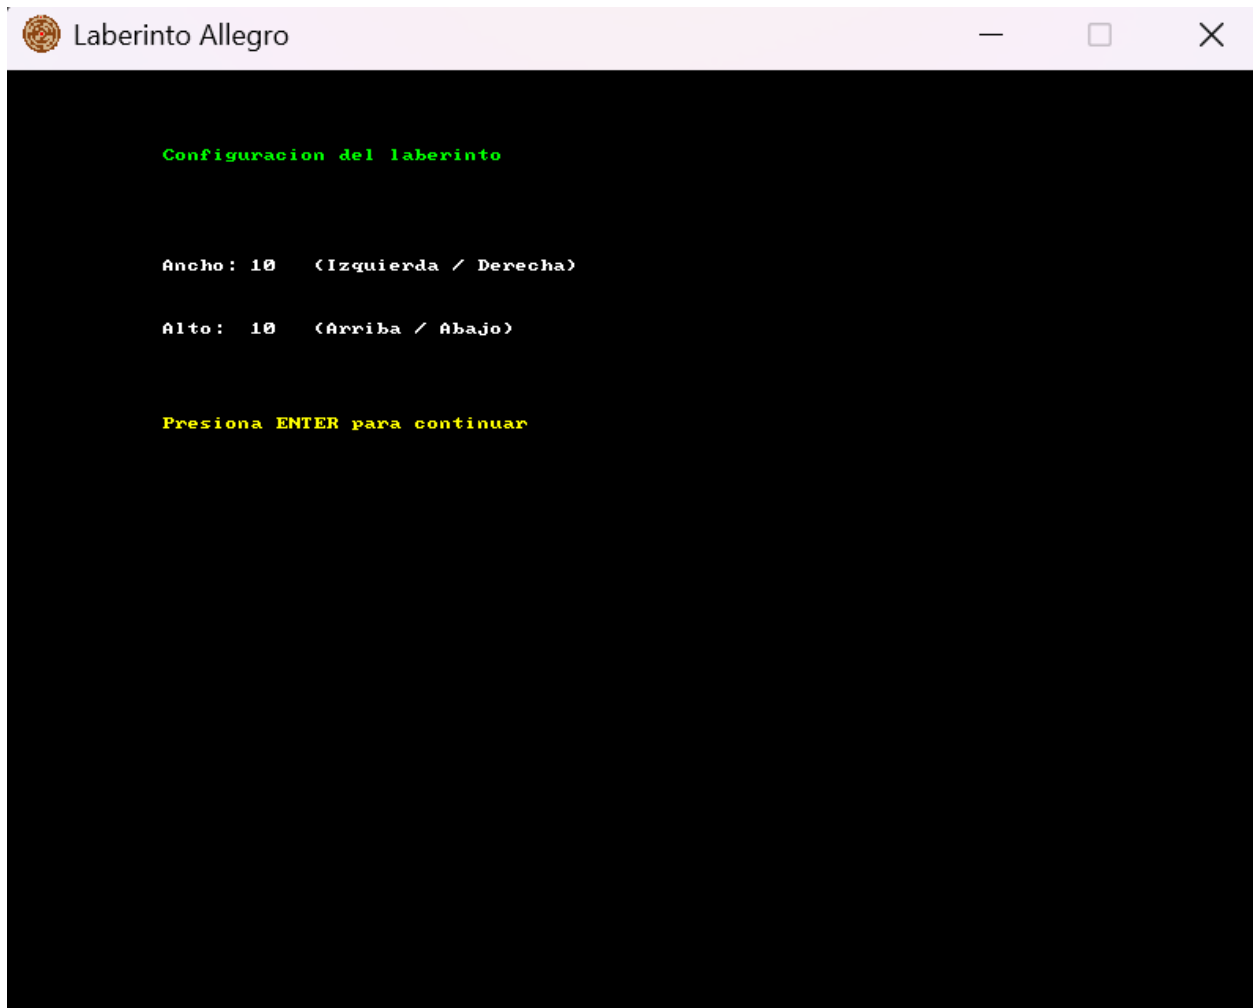 Laberinto Allegro
Configuracion del laberinto
Ancho: 10   (Izquierda / Derecha)
Alto:  10   (Arriba / Abajo)
Presiona ENTER para continuar